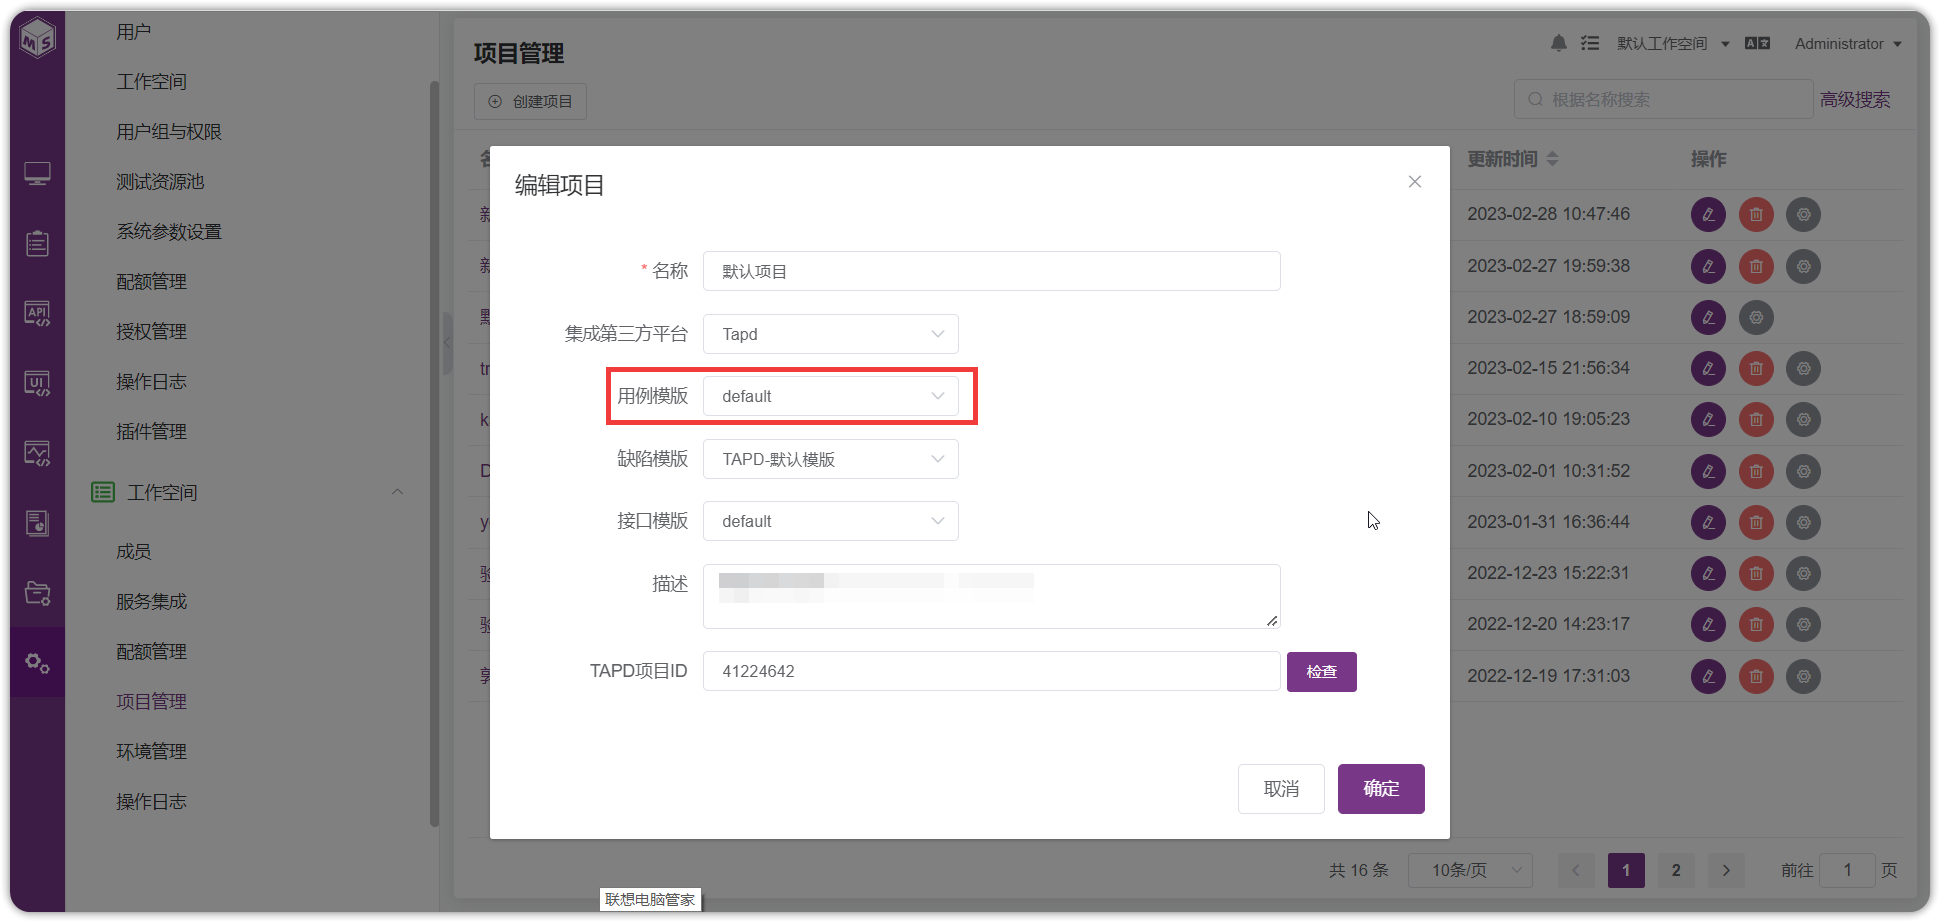 MS
API
UI
用户
工作空间
用户组与权限
测试资源池
系统参数设置
配额管理
授权管理
操作日志
插件管理
工作空间
成员
服务集成
配额管理
项目管理
环境管理
操作日志
项目管理
默认工作空间
Administrator
创建项目
根据名称搜索
高级搜索
更新时间
操作
2023-02-28 10:47:46
2023-02-27 19:59:38
2023-02-27 18:59:09
tr
2023-02-15 21:56:34
k
2023-02-10 19:05:23
D
2023-02-01 10:31:52
y
2023-01-31 16:36:44
2022-12-23 15:22:31
2022-12-20 14:23:17
2022-12-19 17:31:03
编辑项目
* 名称 默认项目
集成第三方平台 Tapd
用例模版 default
缺陷模版 TAPD-默认模版
接口模版 default
描述
TAPD项目ID 41224642 检查
取消 确定
共 16 条 10条/页 1 2 前往 1 页
联想电脑管家